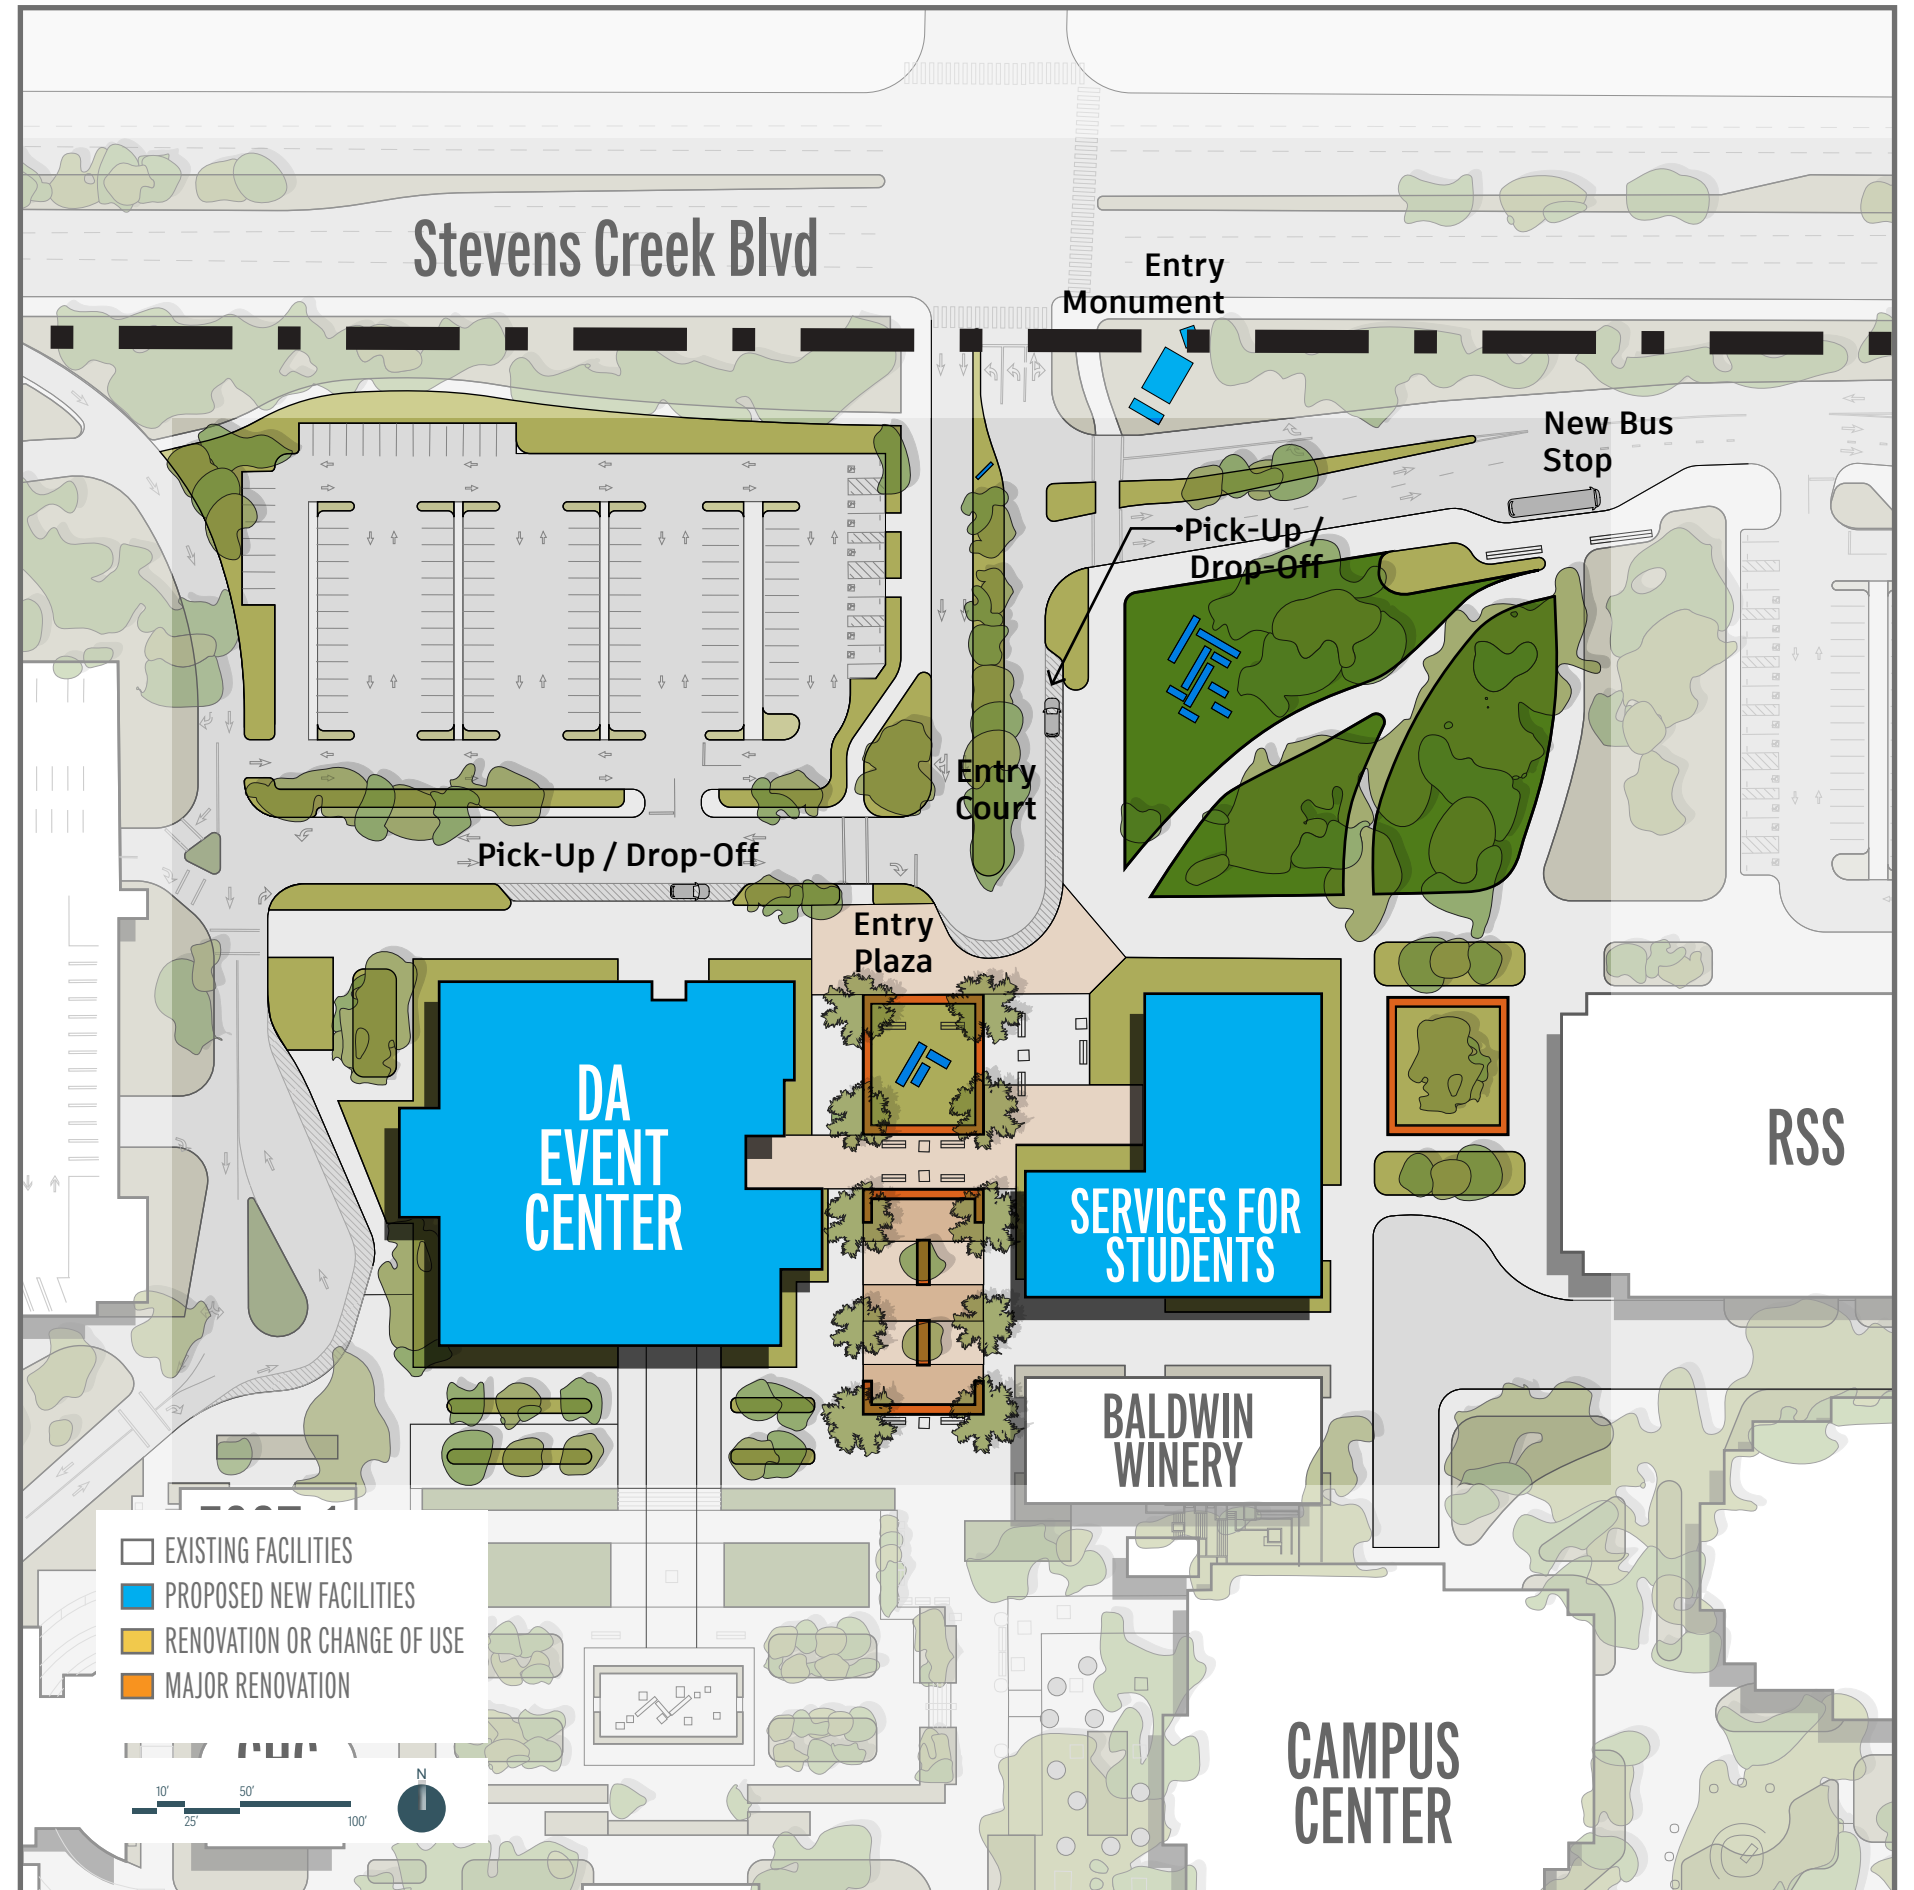 Stevens Creek Blvd
Entry
Monument
New Bus
Stop
Pick-Up /
Drop-Off
Entry
Court
Pick-Up / Drop-Off
Entry
Plaza
DA
EVENT
CENTER
SERVICES FOR
STUDENTS
RSS
BALDWIN
WINERY
EXISTING FACILITIES
PROPOSED NEW FACILITIES
RENOVATION OR CHANGE OF USE
MAJOR RENOVATION
CAMPUS
CENTER
N
10'
50'
25'
100'